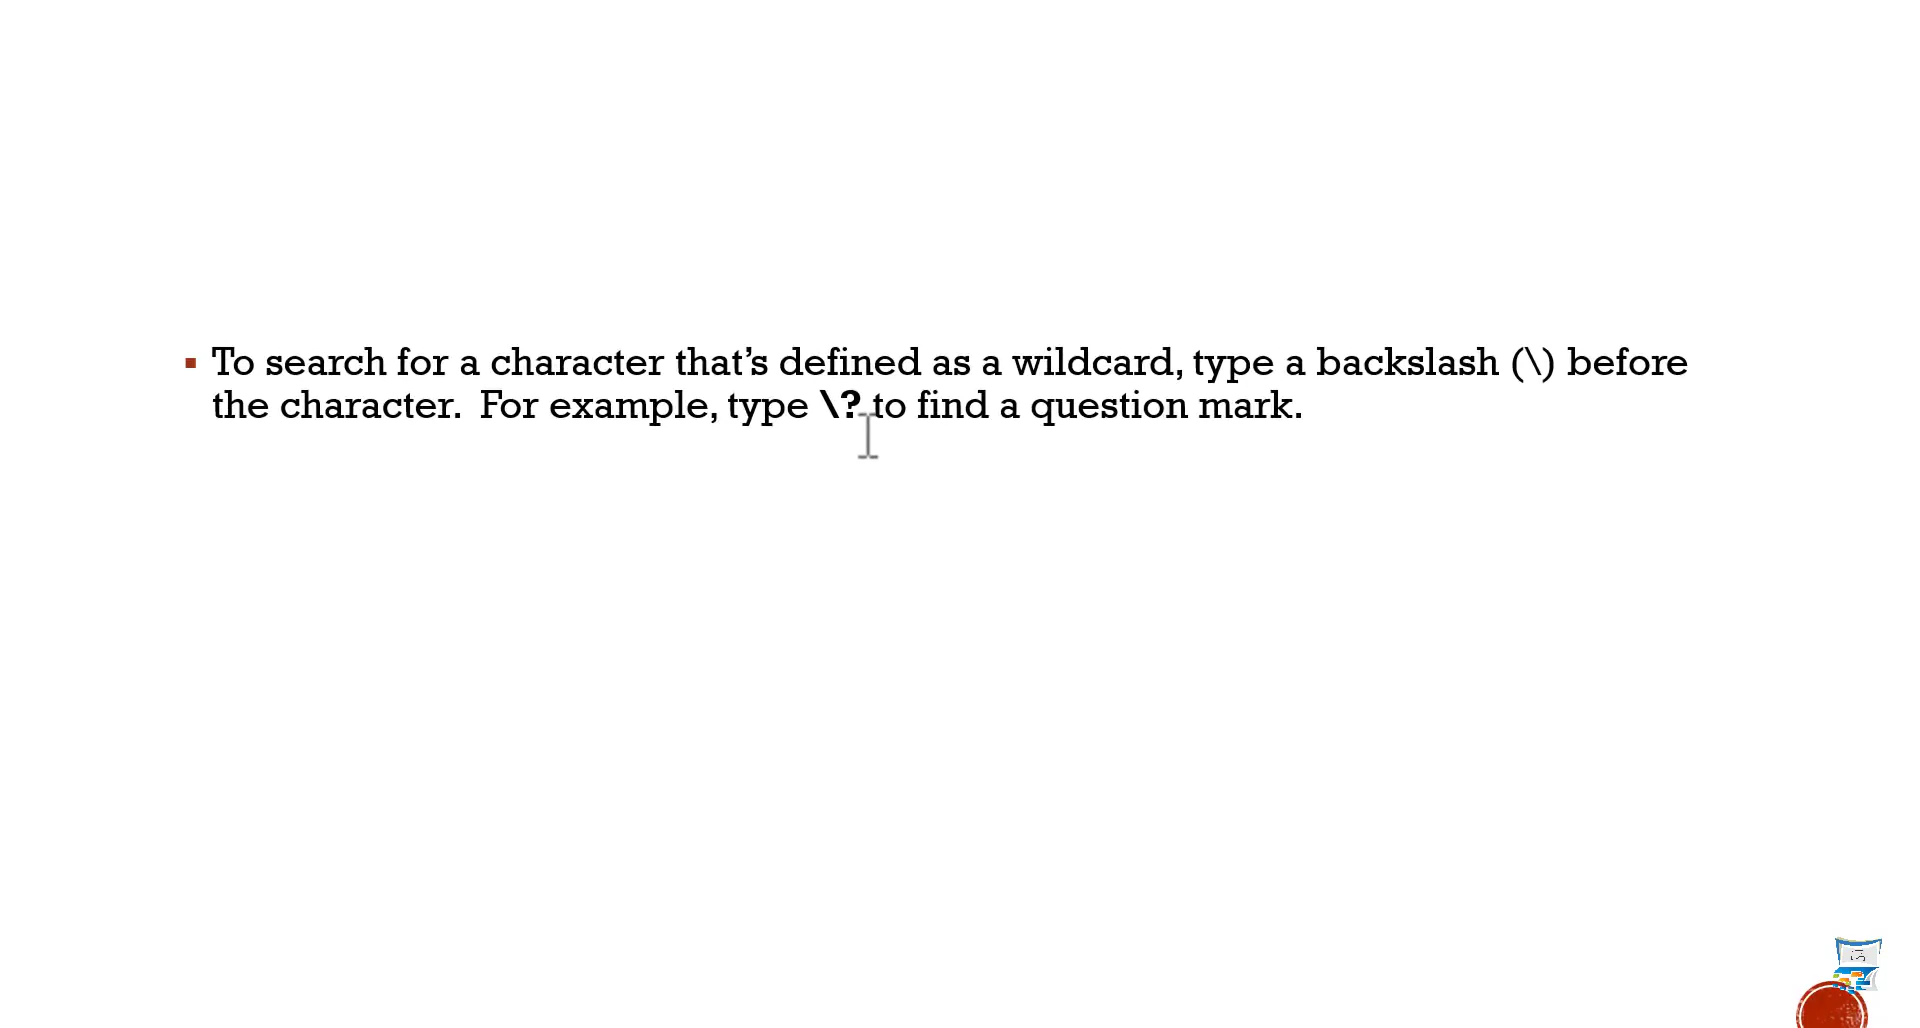 ▪ To search for a character that’s defined as a wildcard, type a backslash (\) before
the character.  For example, type \? to find a question mark.